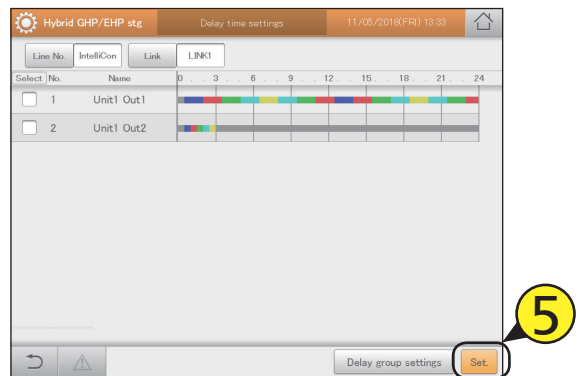 Hybrid GHP/EHP stg Delay time settings 11/05/2018(FRI) 13:33
Line No. IntelliCon Link LINK1
Select No. Name 0 . . 3 . . 6 . . 9 . . 12 . . 15 . . 18 . . 21 . . 24
1 Unit1 Out1
2 Unit1 Out2
Delay group settings Set.
5